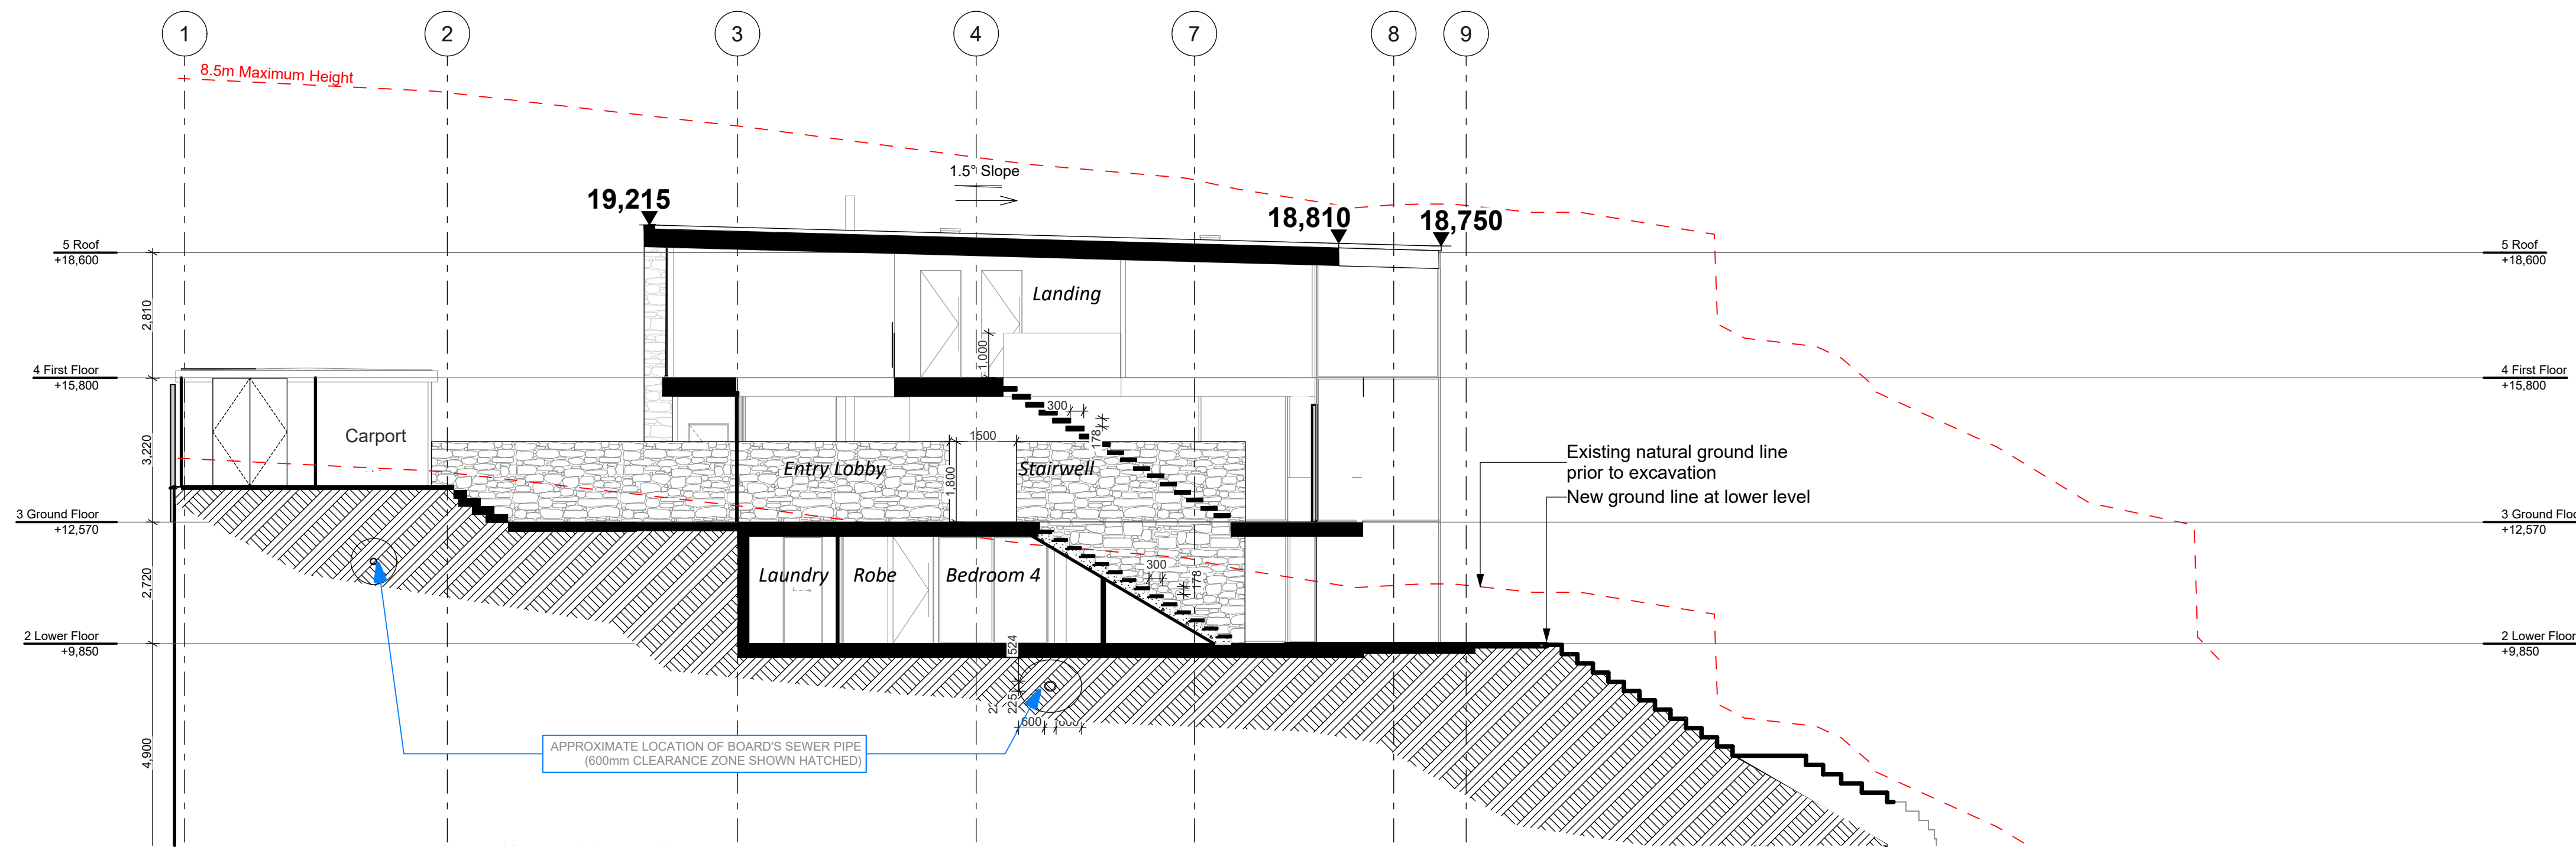 1
2
3
4
7
8
9
8.5m Maximum Height
1.5° Slope
19,215
18,810
18,750
5 Roof
+18,600
5 Roof
+18,600
Landing
2,810
1,000
4 First Floor
+15,800
4 First Floor
+15,800
300
178
1500
Carport
3,220
Entry Lobby
Stairwell
1,800
Existing natural ground line
prior to excavation
New ground line at lower level
3 Ground Floor
+12,570
3 Ground Floo
+12,570
Laundry
Robe
Bedroom 4
300
178
2,720
2 Lower Floor
+9,850
2 Lower Floor
+9,850
524
225
600
APPROXIMATE LOCATION OF BOARD'S SEWER PIPE
(600mm CLEARANCE ZONE SHOWN HATCHED)
4,900